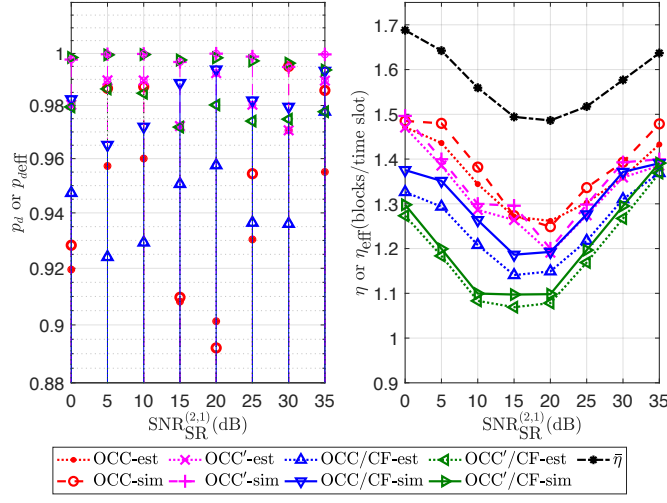 1
0.98
0.96
0.94
0.92
0.9
0.88
p_d or p_deff
0 5 10 15 20 25 30 35
SNR_SR^(2,1)(dB)
1.7
1.6
1.5
1.4
1.3
1.2
1.1
1
0.9
η or η_eff(blocks/time slot)
0 5 10 15 20 25 30 35
SNR_SR^(2,1)(dB)
OCC-est OCC′-est OCC/CF-est OCC′/CF-est η̄
OCC-sim OCC′-sim OCC/CF-sim OCC′/CF-sim